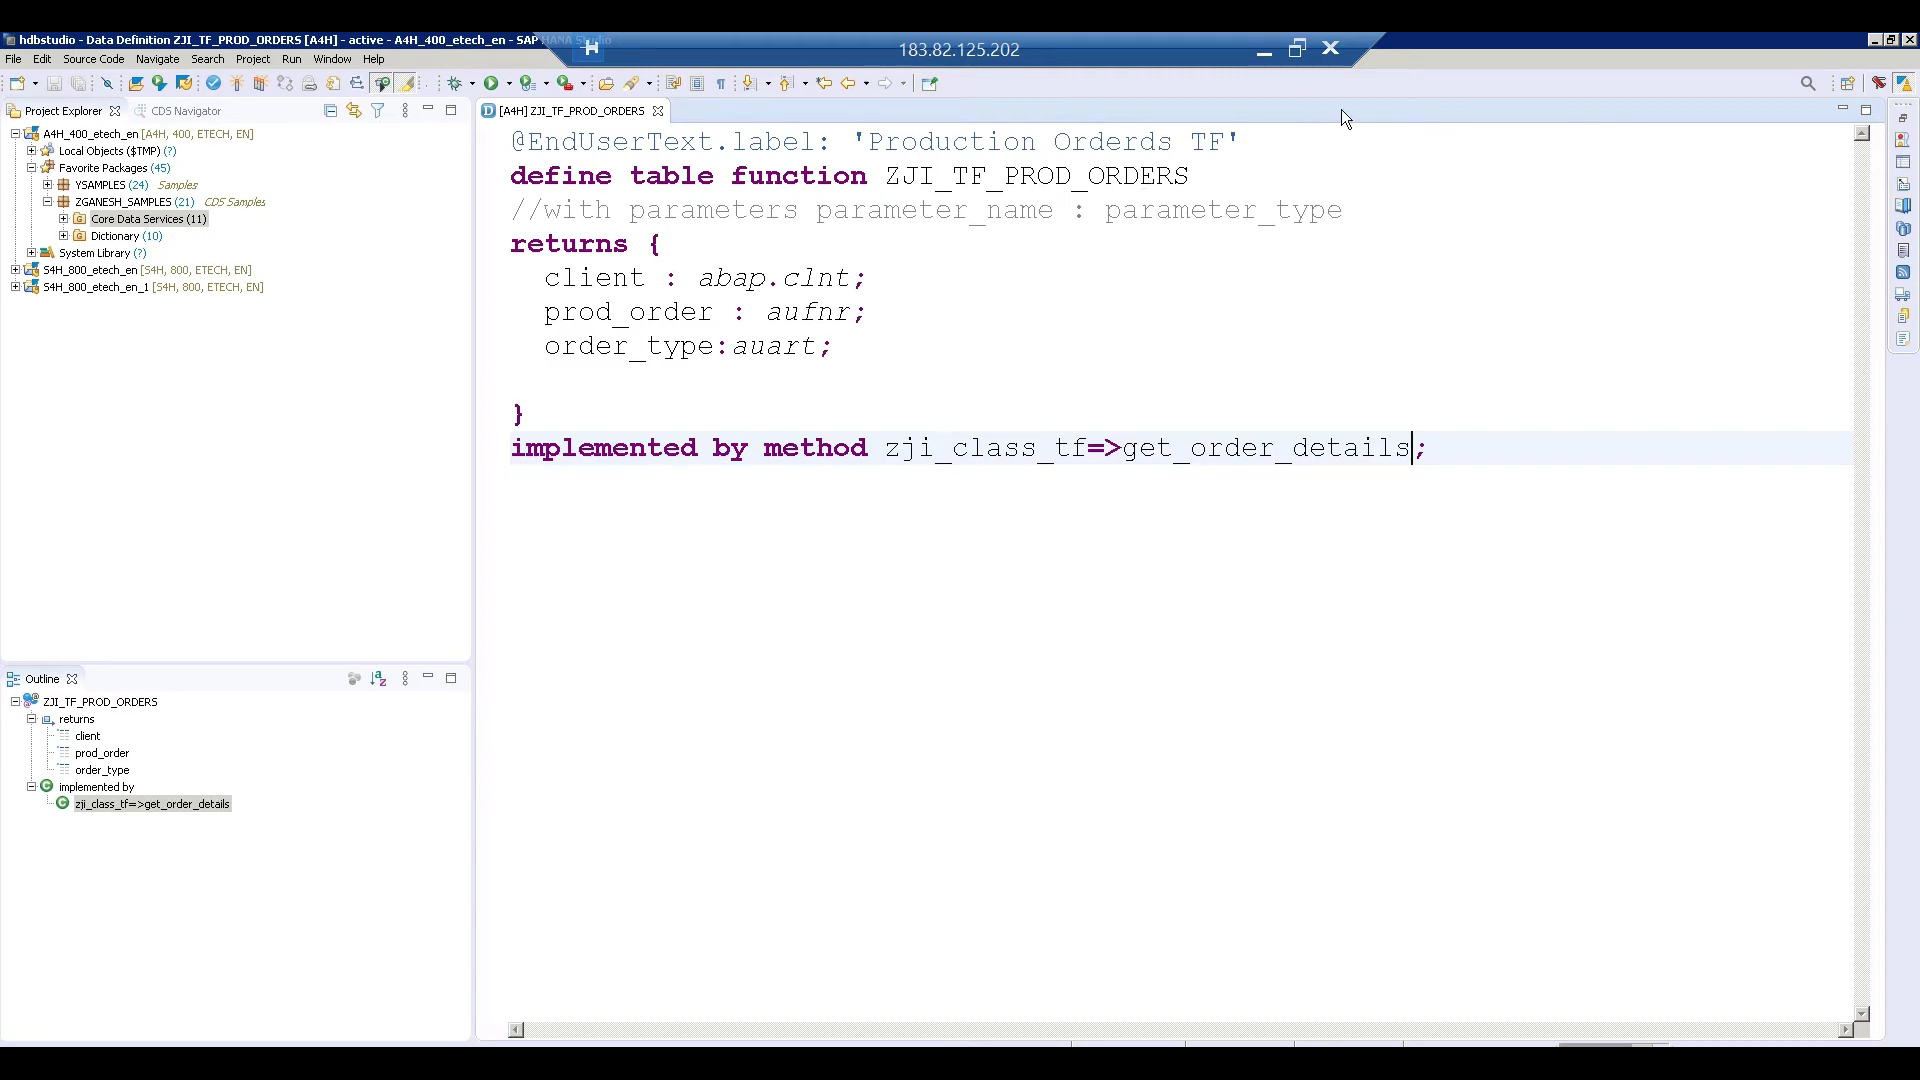 hdbstudio - Data Definition ZJI_TF_PROD_ORDERS [A4H] - active - A4H_400_etech_en - SAP HANA Studio
183.82.125.202
File Edit Source Code Navigate Search Project Run Window Help
Project Explorer
CDS Navigator
A4H_400_etech_en [A4H, 400, ETECH, EN]
Local Objects ($TMP) (?)
Favorite Packages (45)
YSAMPLES (24) Samples
ZGANESH_SAMPLES (21) CDS Samples
Core Data Services (11)
Dictionary (10)
System Library (?)
S4H_800_etech_en [S4H, 800, ETECH, EN]
S4H_800_etech_en_1 [S4H, 800, ETECH, EN]
[A4H] ZJI_TF_PROD_ORDERS
@EndUserText.label: 'Production Orderds TF'
define table function ZJI_TF_PROD_ORDERS
//with parameters parameter_name : parameter_type
returns {
client : abap.clnt;
prod_order : aufnr;
order_type:auart;
}
implemented by method zji_class_tf=>get_order_details;
Outline
ZJI_TF_PROD_ORDERS
returns
client
prod_order
order_type
implemented by
zji_class_tf=>get_order_details